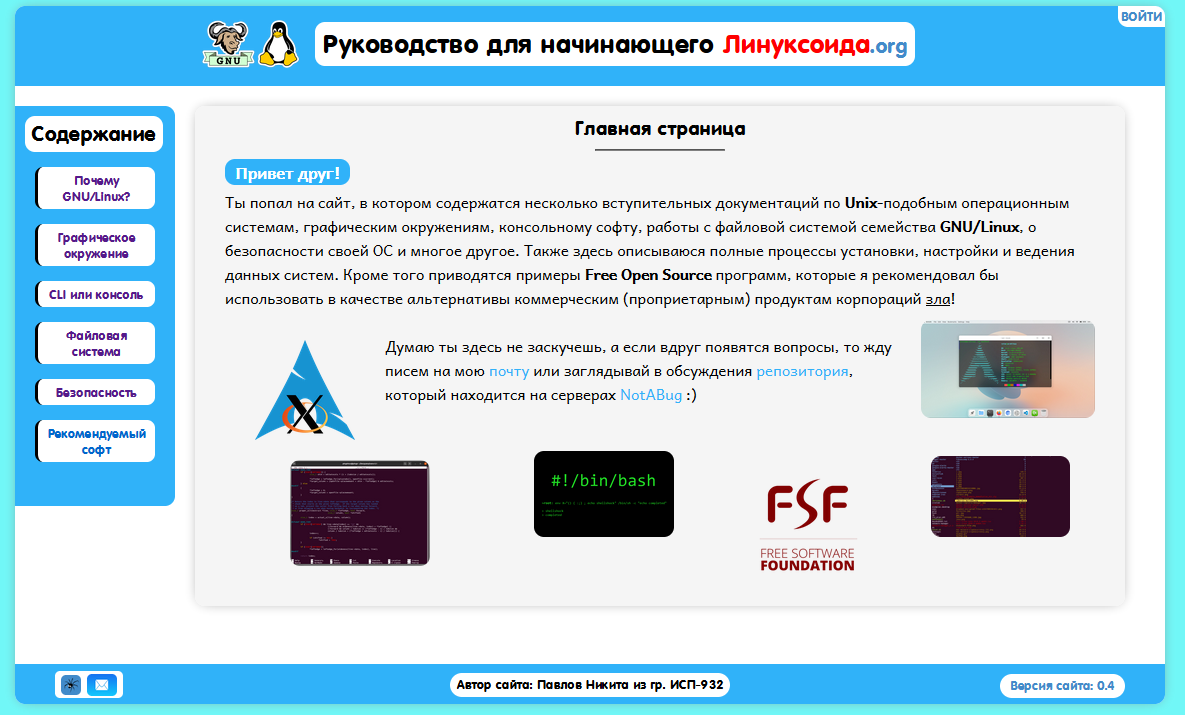 ВОЙТИ
GNU
Руководство для начинающего Линуксоида.org
Содержание
Почему
GNU/Linux?
Графическое
окружение
CLI или консоль
Файловая
система
Безопасность
Рекомендуемый
софт
Главная страница
Привет друг!
Ты попал на сайт, в котором содержатся несколько вступительных документаций по Unix-подобным операционным
системам, графическим окружениям, консольному софту, работы с файловой системой семейства GNU/Linux, о
безопасности своей ОС и многое другое. Также здесь описываюся полные процессы установки, настройки и ведения
данных систем. Кроме того приводятся примеры Free Open Source программ, которые я рекомендовал бы
использовать в качестве альтернативы коммерческим (проприетарным) продуктам корпораций зла!
Думаю ты здесь не заскучешь, а если вдруг появятся вопросы, то жду
писем на мою почту или заглядывай в обсуждения репозитория,
который находится на серверах NotABug :)
#!/bin/bash
FSF
FREE SOFTWARE
FOUNDATION
Автор сайта: Павлов Никита из гр. ИСП-932
Версия сайта: 0.4